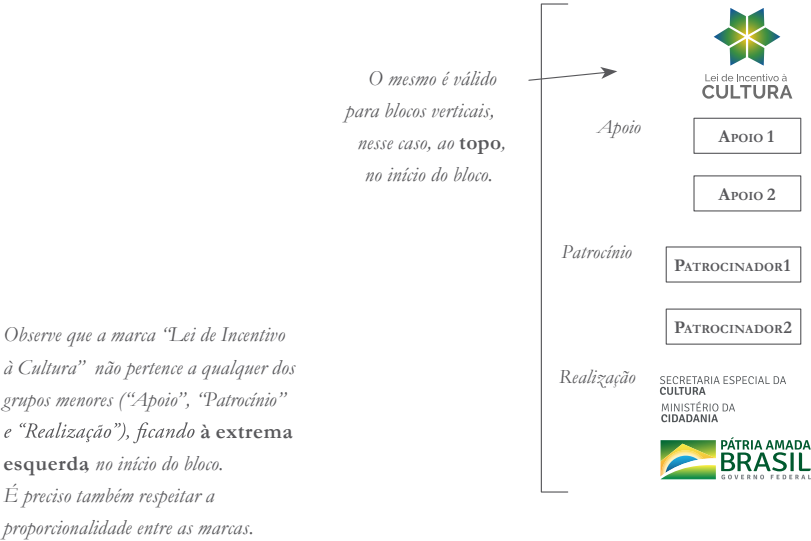 O mesmo é válido
para blocos verticais,
nesse caso, ao topo,
no início do bloco.
Lei de Incentivo à
CULTURA
Apoio
APOIO 1
APOIO 2
Patrocínio
PATROCINADOR1
PATROCINADOR2
Realização
SECRETARIA ESPECIAL DA
CULTURA
MINISTÉRIO DA
CIDADANIA
PÁTRIA AMADA
BRASIL
GOVERNO FEDERAL
Observe que a marca “Lei de Incentivo
à Cultura” não pertence a qualquer dos
grupos menores (“Apoio”, “Patrocínio”
e “Realização”), ficando à extrema
esquerda, no início do bloco.
É preciso também respeitar a
proporcionalidade entre as marcas.